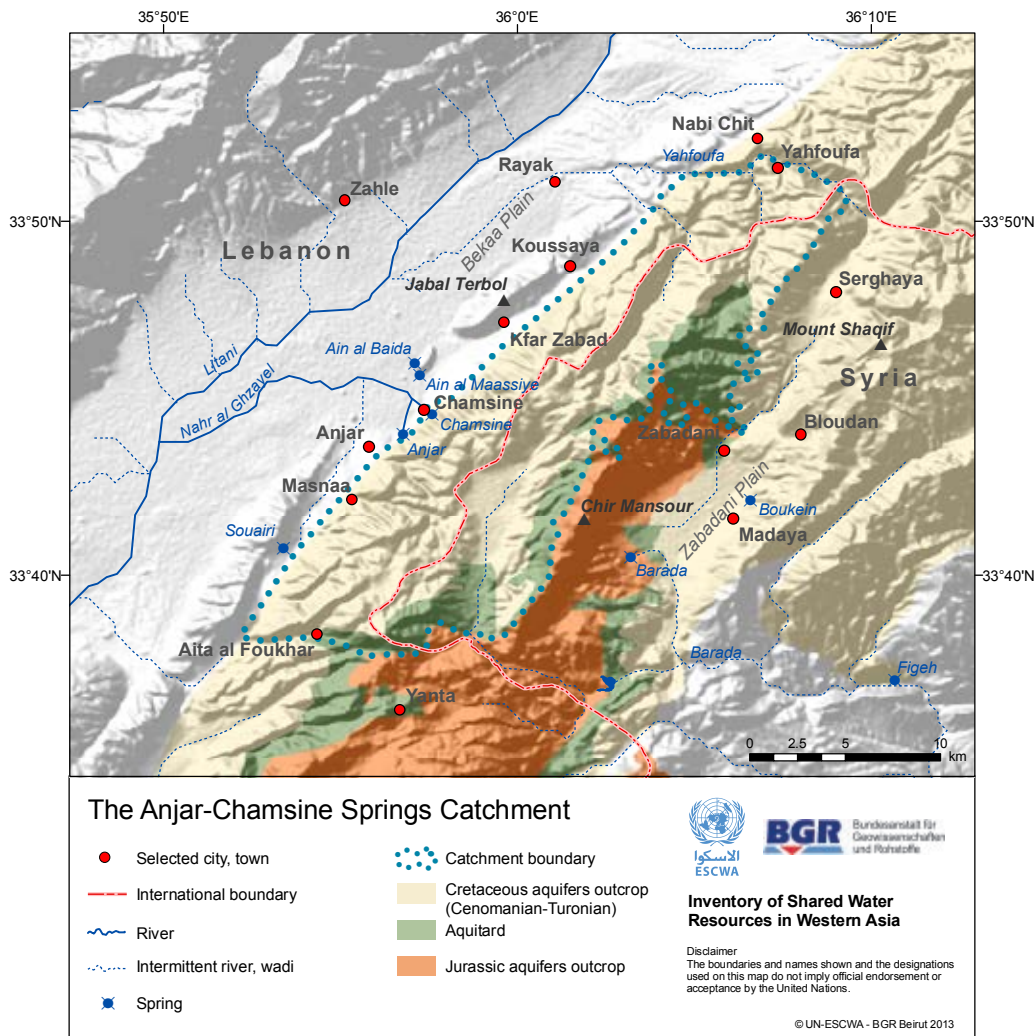 35°50'E 36°0'E 36°10'E
Nabi Chit
Yahfoufa
Yahfoufa
Rayak
Zahle
33°50'N 33°50'N
Bekaa Plain
Lebanon
Koussaya
Serghaya
Jabal Terbol
Mount Shaqif
Kfar Zabad
Ain al Baida
Litani
Syria
Ain al Maassiye
Nahr al Ghzayel
Chamsine
Chamsine
Bloudan
Anjar
Zabadani
Anjar
Masnaa
Zabadani Plain
Chir Mansour
Boukein
Souairi
Madaya
Barada
33°40'N 33°40'N
Aita al Foukhar
Barada
Figeh
Yanta
0 2.5 5 10
km
The Anjar-Chamsine Springs Catchment
Selected city, town
International boundary
River
Intermittent river, wadi
Spring
Catchment boundary
Cretaceous aquifers outcrop
(Cenomanian-Turonian)
Aquitard
Jurassic aquifers outcrop
الاسكوا
ESCWA
BGR
Bundesanstalt für
Geowissenschaften
und Rohstoffe
Inventory of Shared Water
Resources in Western Asia
Disclaimer
The boundaries and names shown and the designations
used on this map do not imply official endorsement or
acceptance by the United Nations.
© UN-ESCWA - BGR Beirut 2013